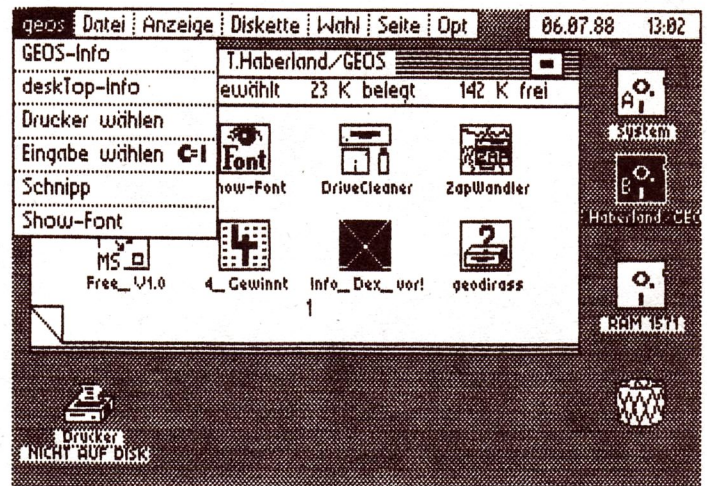 geos Datei Anzeige Diskette Wahl Seite Opt 06.07.88 13:02
GEOS-Info
deskTop-Info
Drucker wählen
Eingabe wählen C=I
Schnipp
Show-Font
T.Haberland/GEOS
ewählt 23 K belegt 142 K frei
Font
how-Font DriveCleaner ZapWandler
MS
Free_V1.0 4_Gewinnt Info_Dex_vor! geodirass
1
A
System
B
Haberland/GEO
RAM 1571
Drucker
NICHT AUF DISK